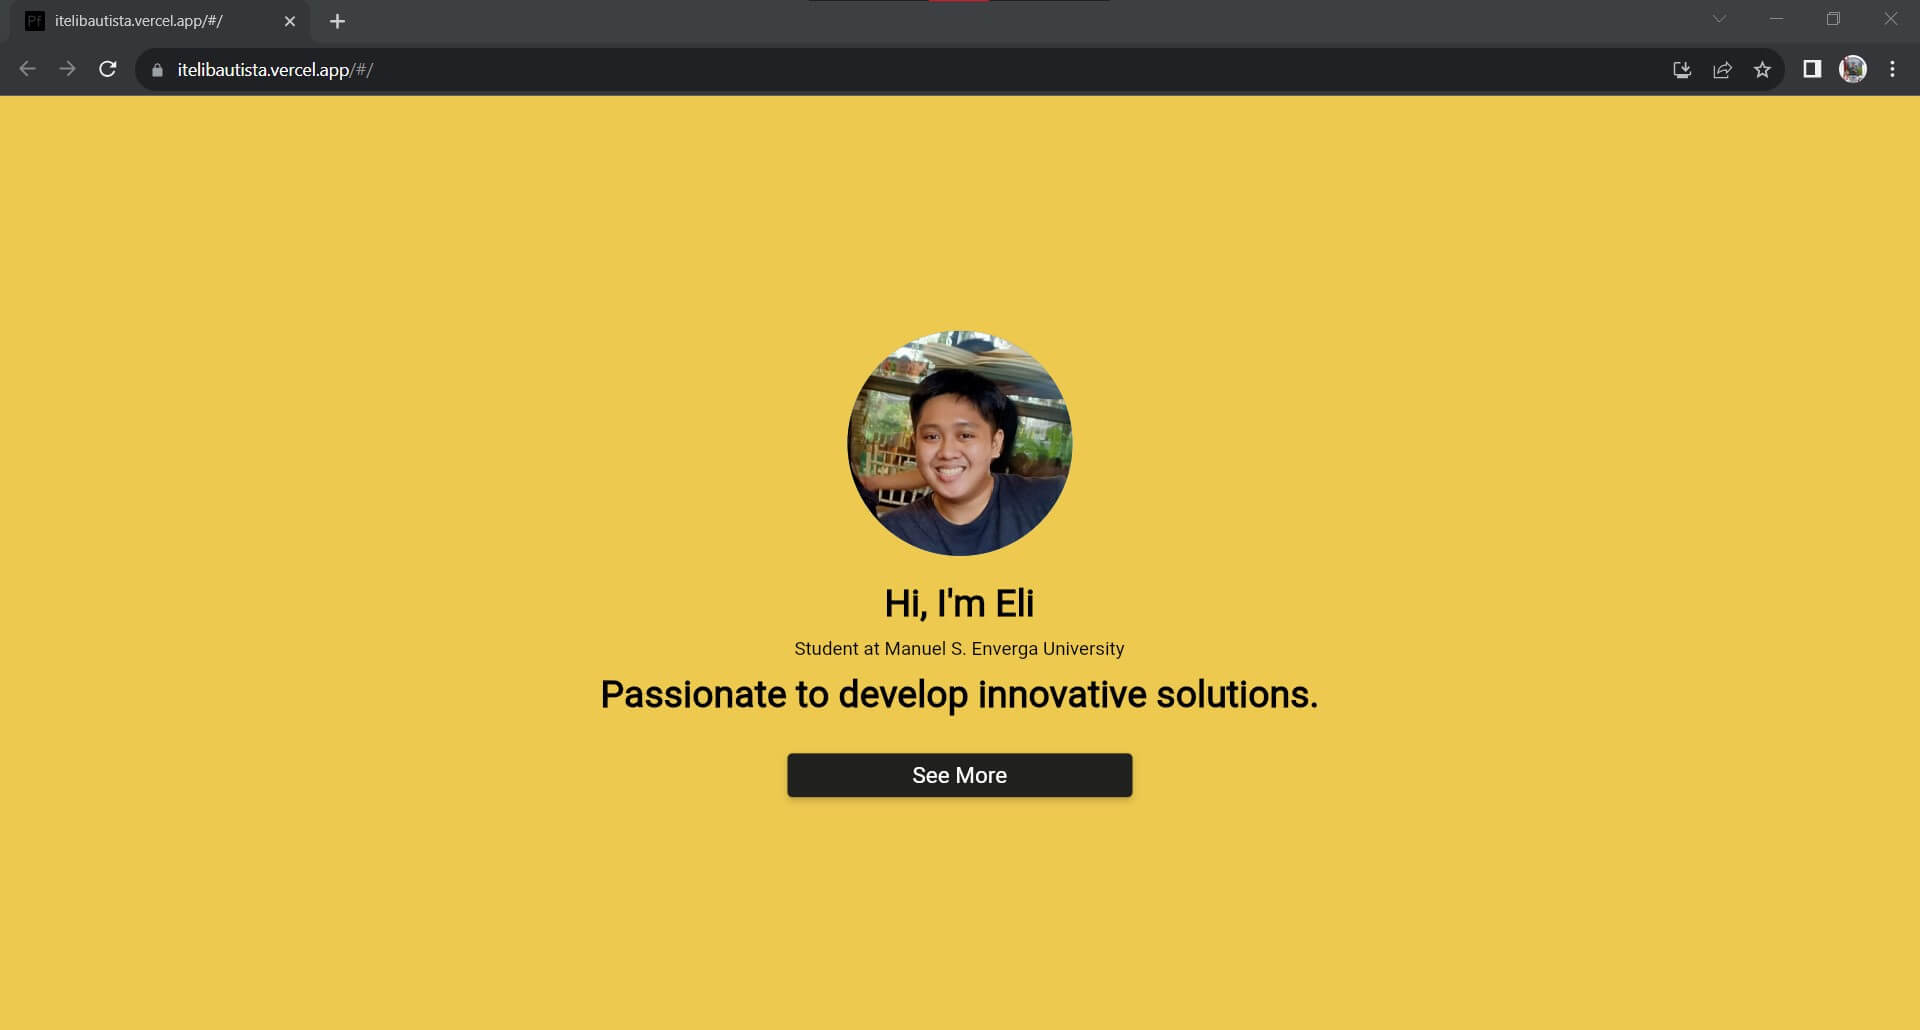 Pf itelibautista.vercel.app/#/
itelibautista.vercel.app/#/
Hi, I'm Eli
Student at Manuel S. Enverga University
Passionate to develop innovative solutions.
See More